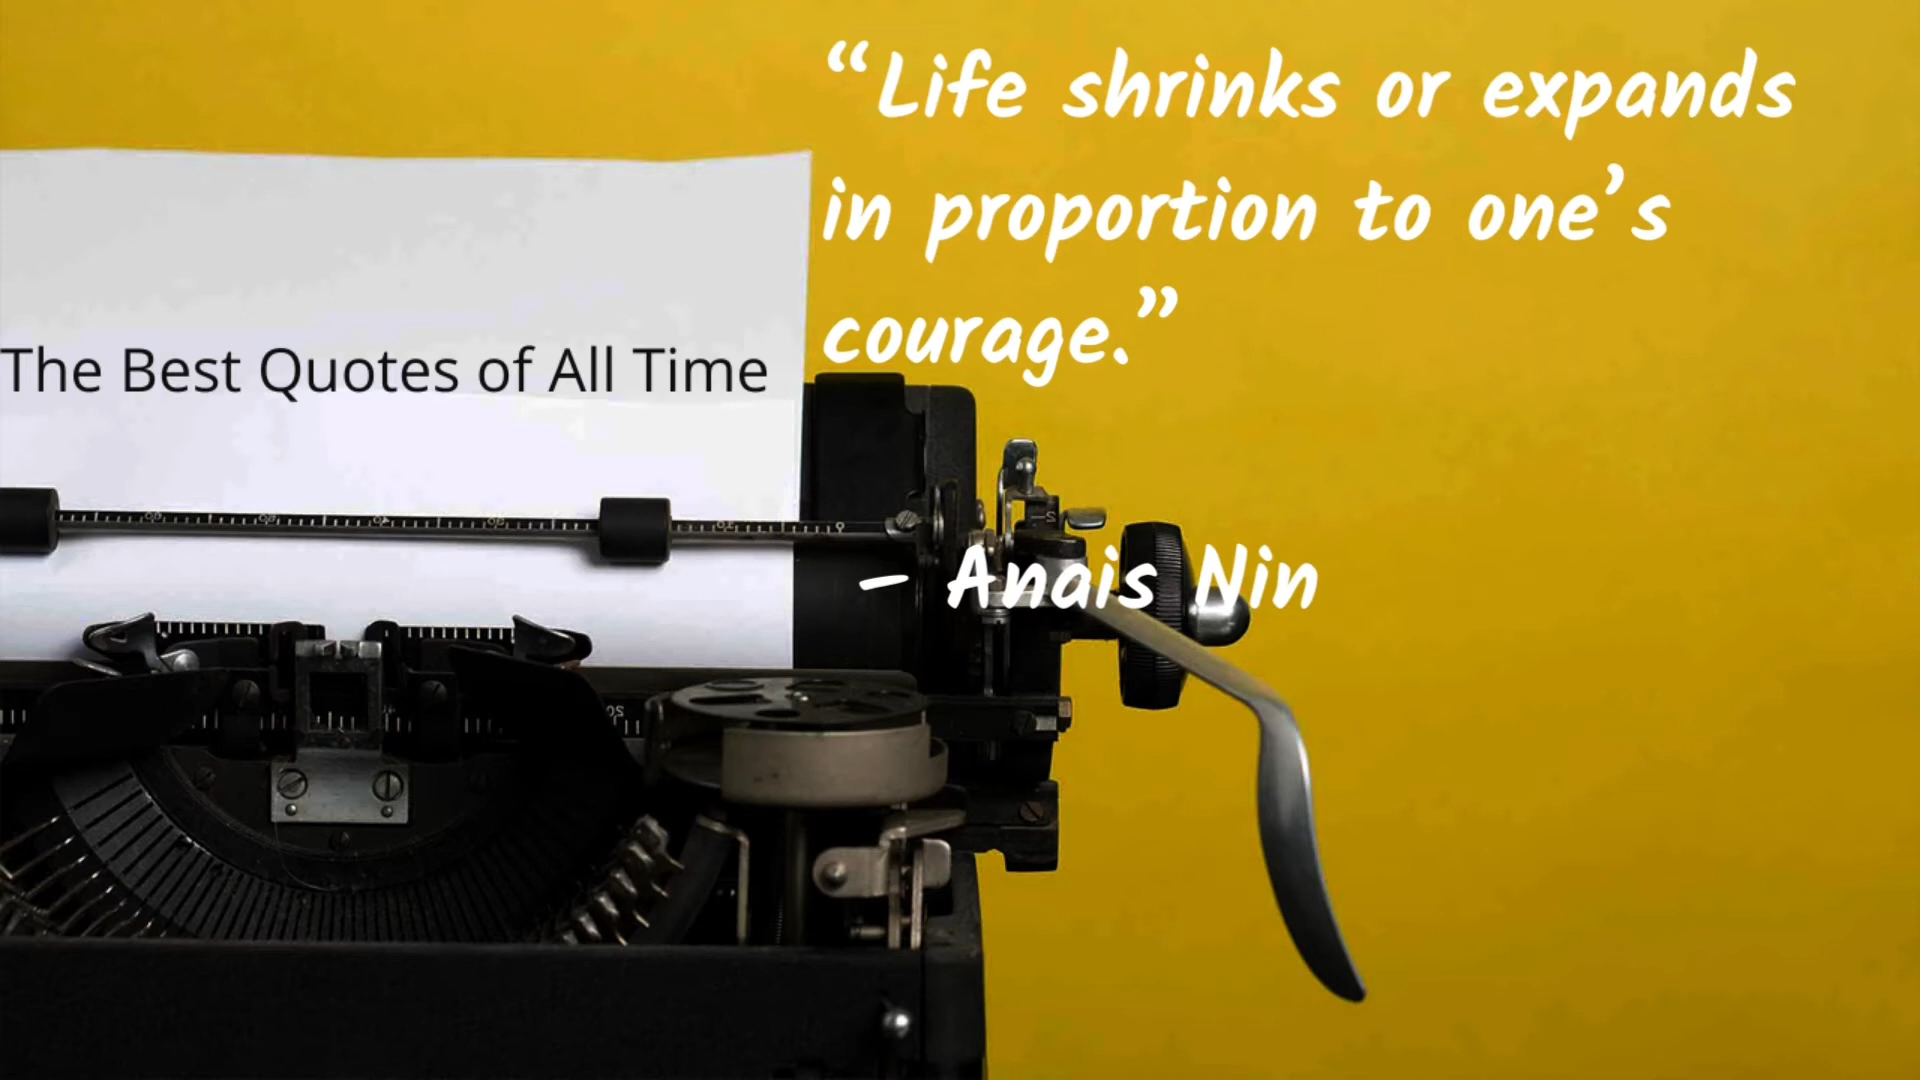 “Life shrinks or expands
in proportion to one’s
courage.”
The Best Quotes of All Time
– Anais Nin